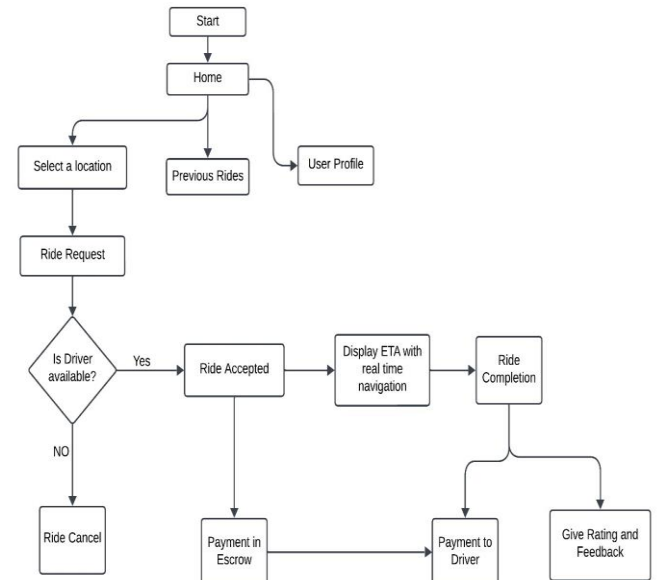 Start
Home
Select a location
Previous Rides
User Profile
Ride Request
Is Driver
available?
Yes
Ride Accepted
Display ETA with
real time
navigation
Ride
Completion
NO
Ride Cancel
Payment in
Escrow
Payment to
Driver
Give Rating and
Feedback